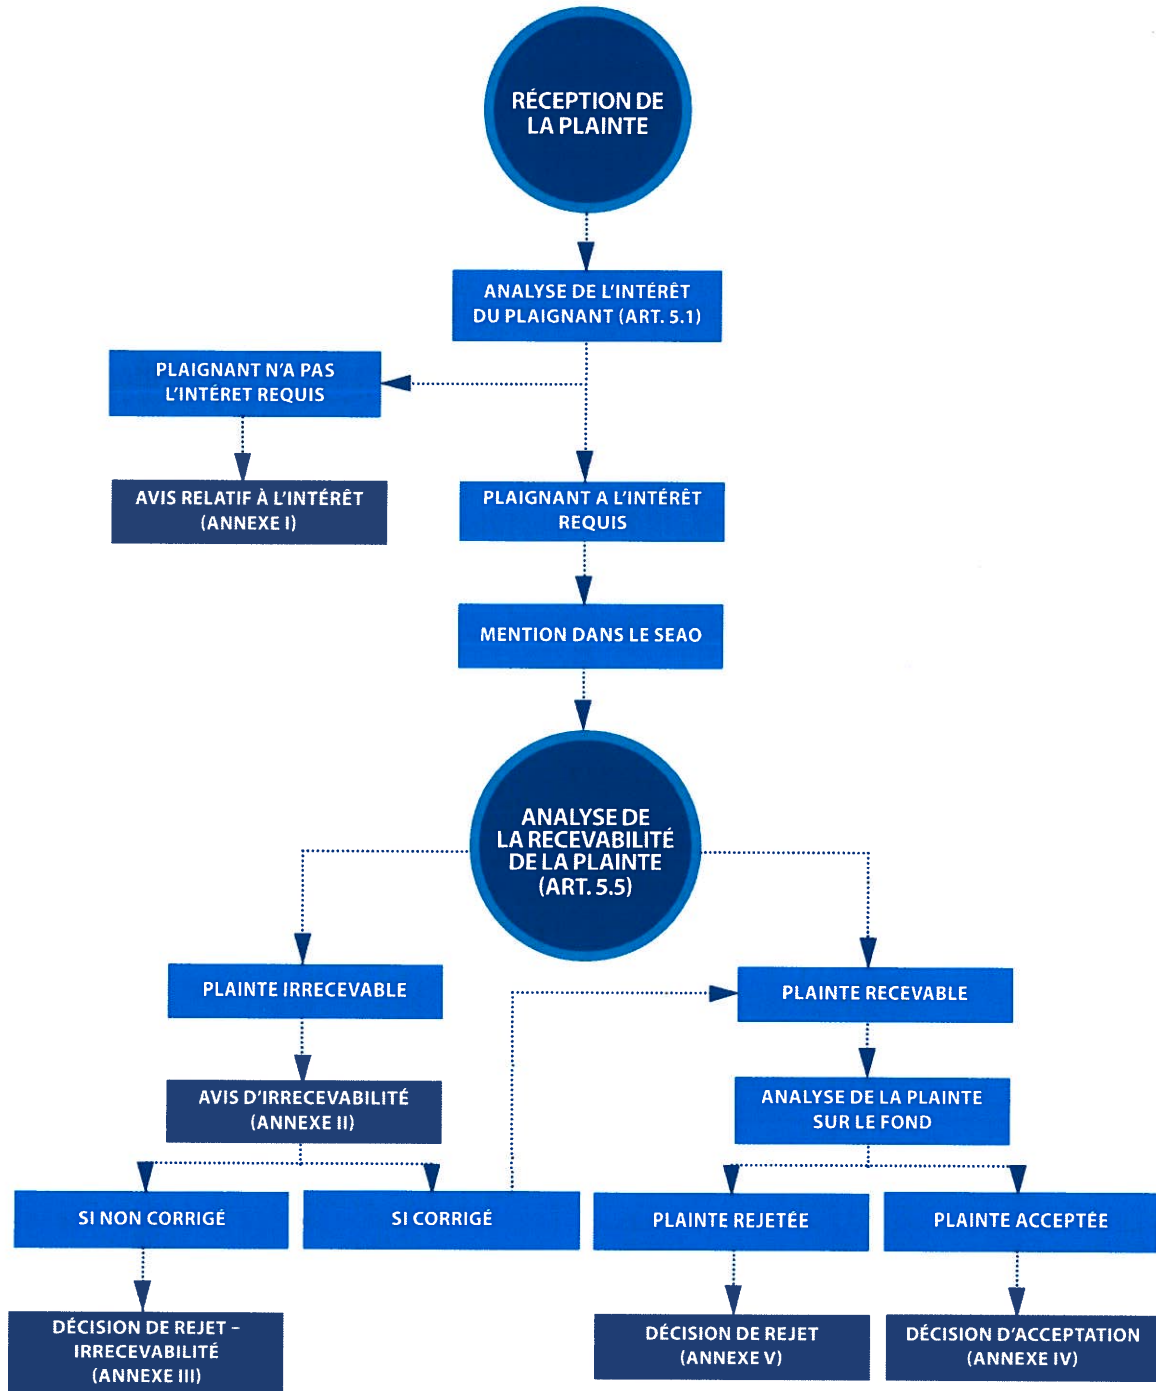 RÉCEPTION DE
LA PLAINTE
ANALYSE DE L'INTÉRÊT
DU PLAIGNANT (ART. 5.1)
PLAIGNANT N'A PAS
L'INTÉRET REQUIS
AVIS RELATIF À L'INTÉRÊT
(ANNEXE I)
PLAIGNANT A L'INTÉRÊT
REQUIS
MENTION DANS LE SEAO
ANALYSE DE
LA RECEVABILITÉ
DE LA PLAINTE
(ART. 5.5)
PLAINTE IRRECEVABLE
PLAINTE RECEVABLE
AVIS D'IRRECEVABILITÉ
(ANNEXE II)
ANALYSE DE LA PLAINTE
SUR LE FOND
SI NON CORRIGÉ
SI CORRIGÉ
PLAINTE REJETÉE
PLAINTE ACCEPTÉE
DÉCISION DE REJET –
IRRECEVABILITÉ
(ANNEXE III)
DÉCISION DE REJET
(ANNEXE V)
DÉCISION D'ACCEPTATION
(ANNEXE IV)